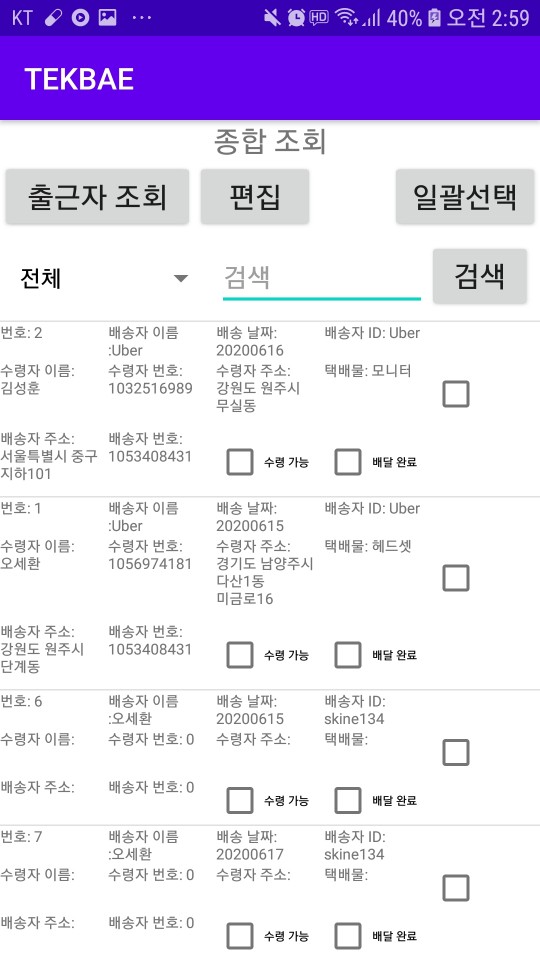 KT HD 40% 오전 2:59
TEKBAE
종합 조회
출근자 조회 편집 일괄선택
전체 검색 검색
번호: 2 배송자 이름 배송 날짜: 배송자 ID: Uber
:Uber 20200616
수령자 이름: 수령자 번호: 수령자 주소: 택배물: 모니터
김성훈 1032516989 강원도 원주시
무실동
배송자 주소: 배송자 번호:
서울특별시 중구 1053408431 수령 가능 배달 완료
지하101
번호: 1 배송자 이름 배송 날짜: 배송자 ID: Uber
:Uber 20200615
수령자 이름: 수령자 번호: 수령자 주소: 택배물: 헤드셋
오세환 1056974181 경기도 남양주시
다산1동
미금로16
배송자 주소: 배송자 번호:
강원도 원주시 1053408431 수령 가능 배달 완료
단계동
번호: 6 배송자 이름 배송 날짜: 배송자 ID:
:오세환 20200615 skine134
수령자 이름: 수령자 번호: 0 수령자 주소: 택배물:
배송자 주소: 배송자 번호: 0
수령 가능 배달 완료
번호: 7 배송자 이름 배송 날짜: 배송자 ID:
:오세환 20200617 skine134
수령자 이름: 수령자 번호: 0 수령자 주소: 택배물:
배송자 주소: 배송자 번호: 0
수령 가능 배달 완료